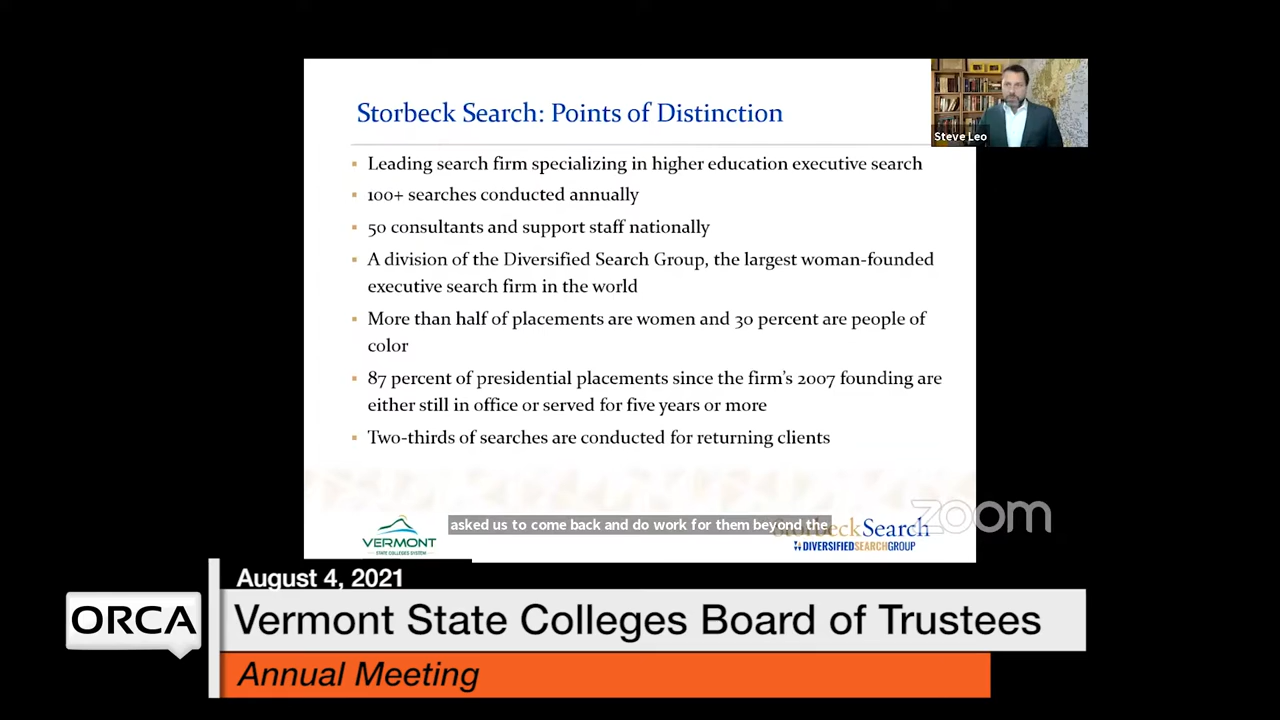 Storbeck Search: Points of Distinction
Steve Leo
Leading search firm specializing in higher education executive search
100+ searches conducted annually
50 consultants and support staff nationally
A division of the Diversified Search Group, the largest woman-founded
executive search firm in the world
More than half of placements are women and 30 percent are people of
color
87 percent of presidential placements since the firm's 2007 founding are
either still in office or served for five years or more
Two-thirds of searches are conducted for returning clients
VERMONT
STATE COLLEGES SYSTEM
asked us to come back and do work for them beyond the
StorbeckSearch
DIVERSIFIEDSEARCHGROUP
zoom
August 4, 2021
ORCA
Vermont State Colleges Board of Trustees
Annual Meeting